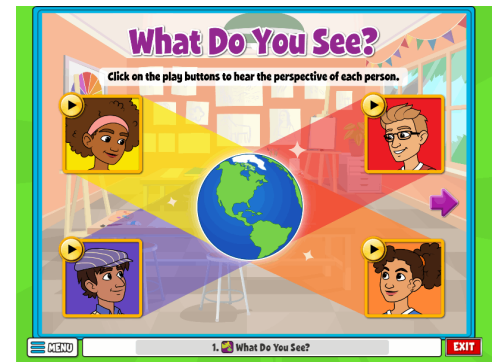 What Do You See?
Click on the play buttons to hear the perspective of each person.
MENU
1. What Do You See?
EXIT